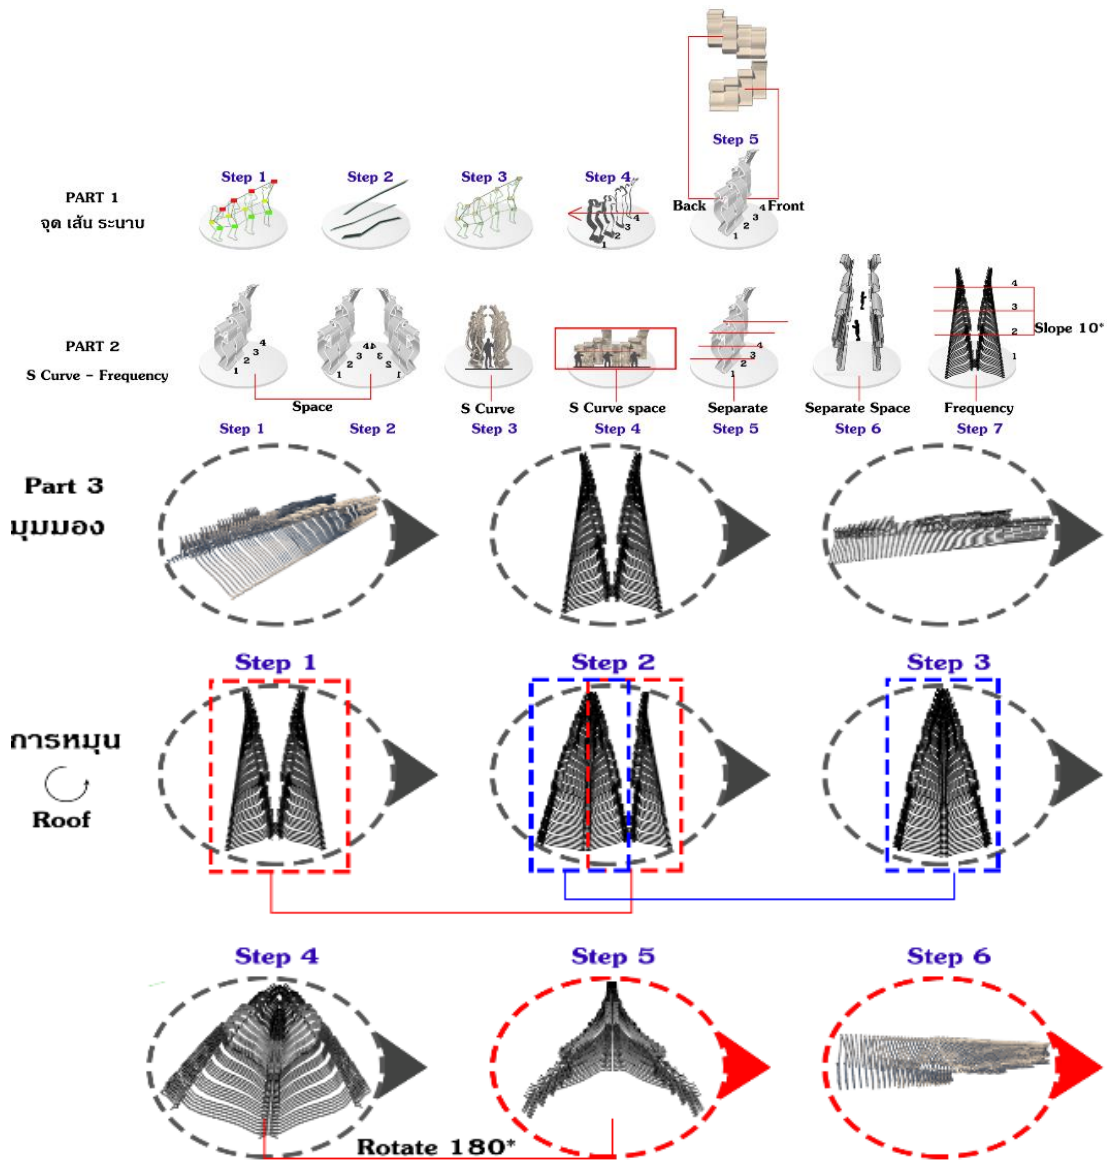 Step 5
Step 1
Step 2
Step 3
Step 4
PART 1
จุด เส้น ระนาบ
Back
Front
1
2
3
4
1
2
3
4
PART 2
S Curve – Frequency
1
2
3
4
1
2
3
4
1
2
3
4
1
2
3
4
4
3
2
1
Slope 10°
Space
S Curve
S Curve space
Separate
Separate Space
Frequency
Step 1
Step 2
Step 3
Step 4
Step 5
Step 6
Step 7
Part 3
มุมมอง
Step 1
Step 2
Step 3
การหมุน
Roof
Step 4
Step 5
Step 6
Rotate 180°